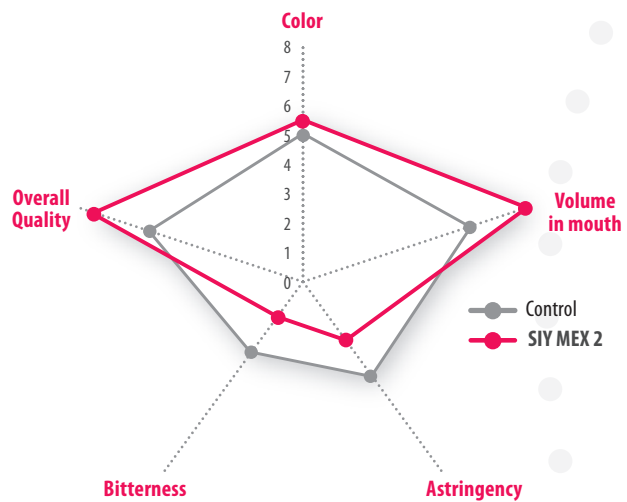 Color
8
7
6
5
4
3
2
1
0
Overall
Quality
Volume
in mouth
Control
SIY MEX 2
Bitterness
Astringency